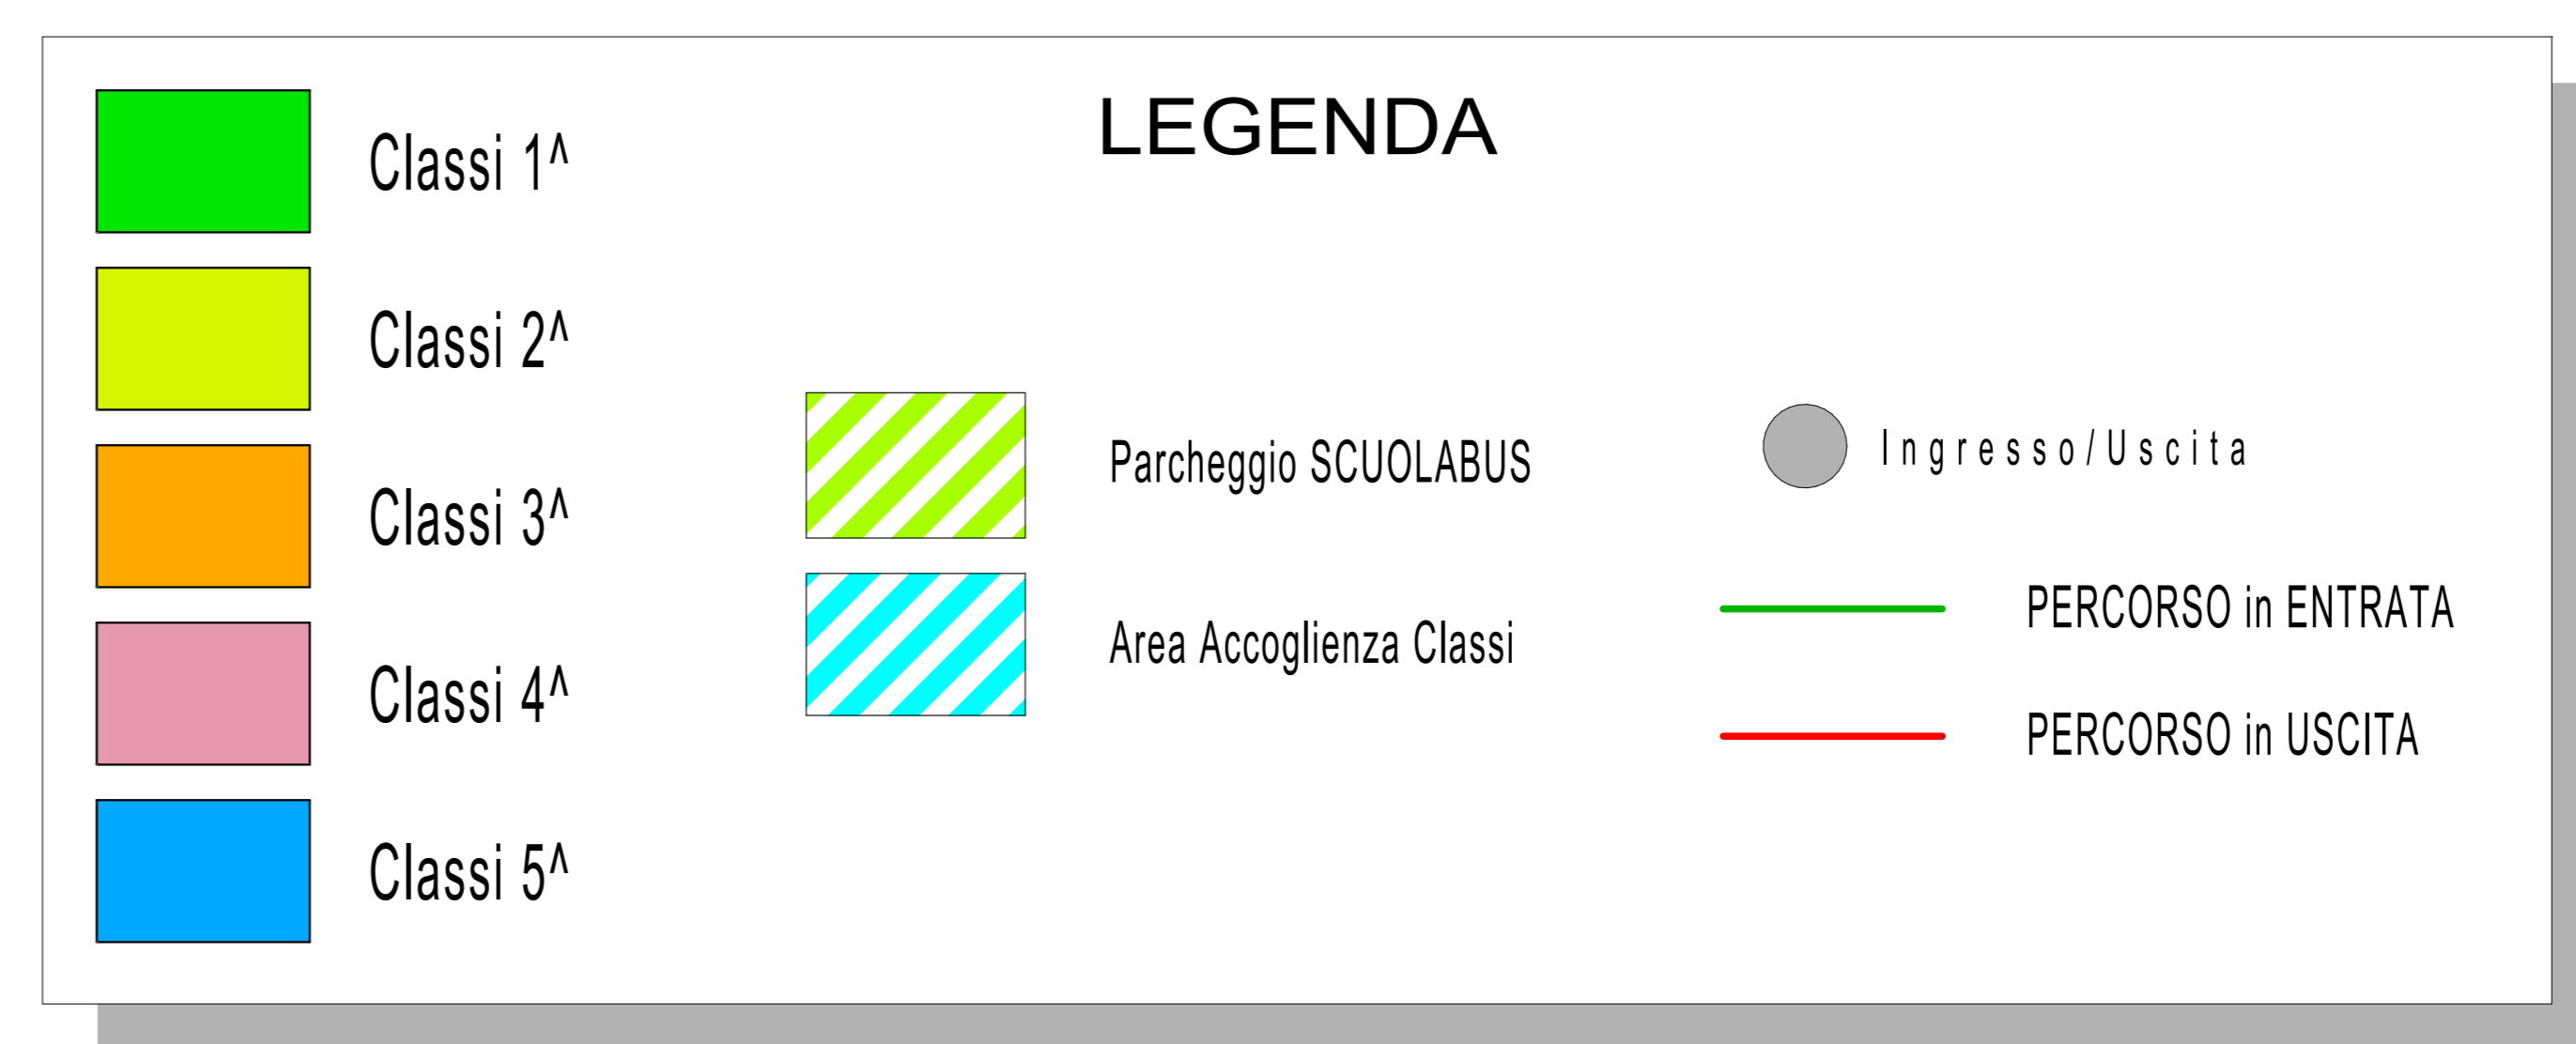 LEGENDA
Classi 1^
Classi 2^
Classi 3^
Classi 4^
Classi 5^
Parcheggio SCUOLABUS
Area Accoglienza Classi
Ingresso/Uscita
PERCORSO in ENTRATA
PERCORSO in USCITA